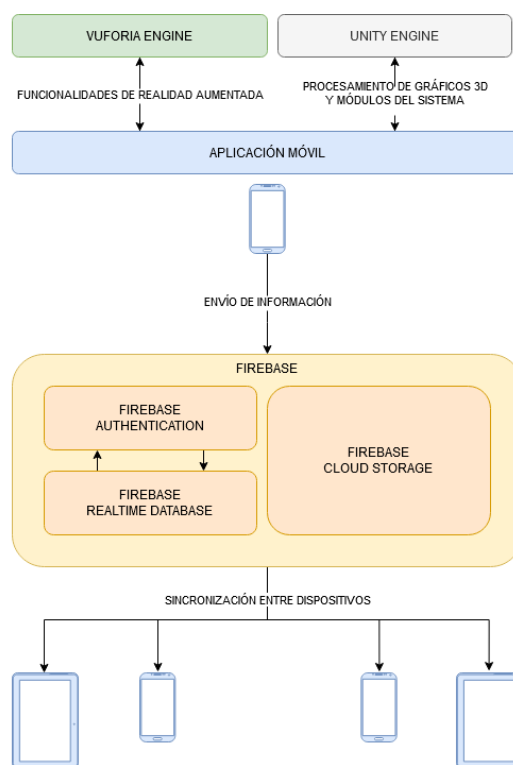 VUFORIA ENGINE
UNITY ENGINE
FUNCIONALIDADES DE REALIDAD AUMENTADA
PROCESAMIENTO DE GRÁFICOS 3D
Y MÓDULOS DEL SISTEMA
APLICACIÓN MÓVIL
ENVÍO DE INFORMACIÓN
FIREBASE
FIREBASE
AUTHENTICATION
FIREBASE
CLOUD STORAGE
FIREBASE
REALTIME DATABASE
SINCRONIZACIÓN ENTRE DISPOSITIVOS